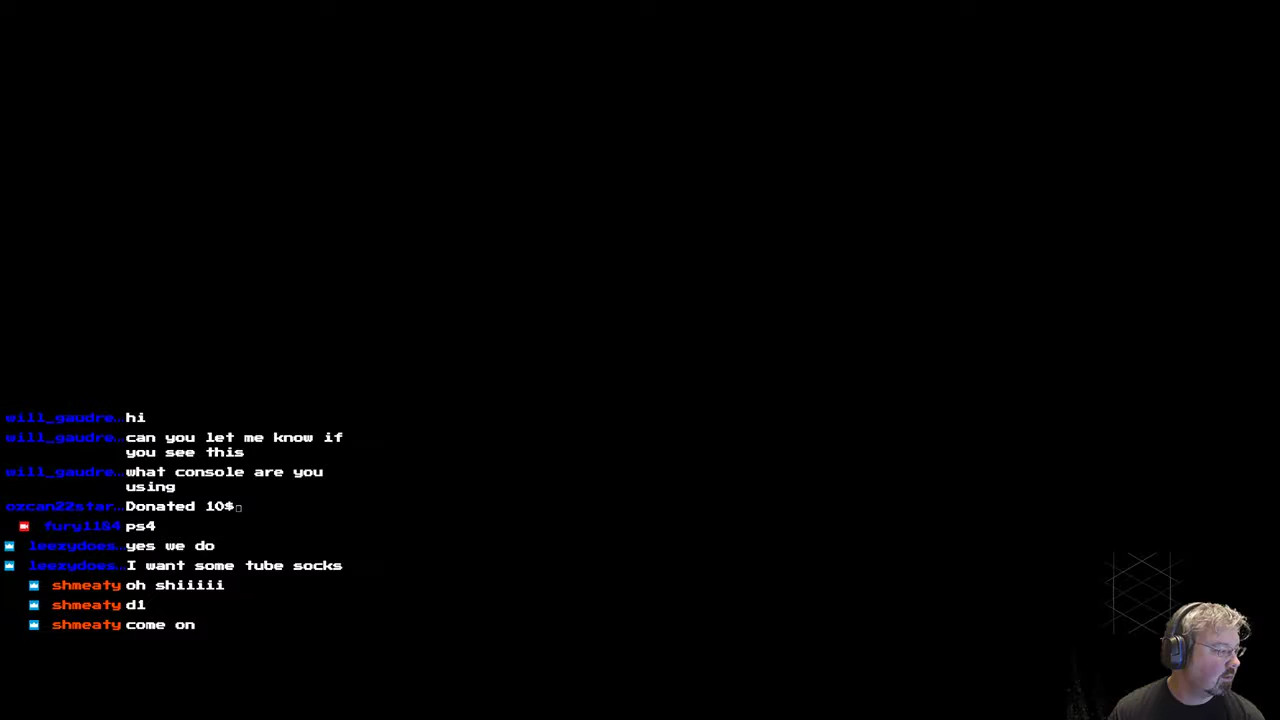 will_gaudre… hi
will_gaudre… can you let me know if
you see this
will_gaudre… what console are you
using
ozcan22star… Donated 10$
fury1184 ps4
leezydoes… yes we do
leezydoes… I want some tube socks
shmeaty oh shiiiii
shmeaty d1
shmeaty come on